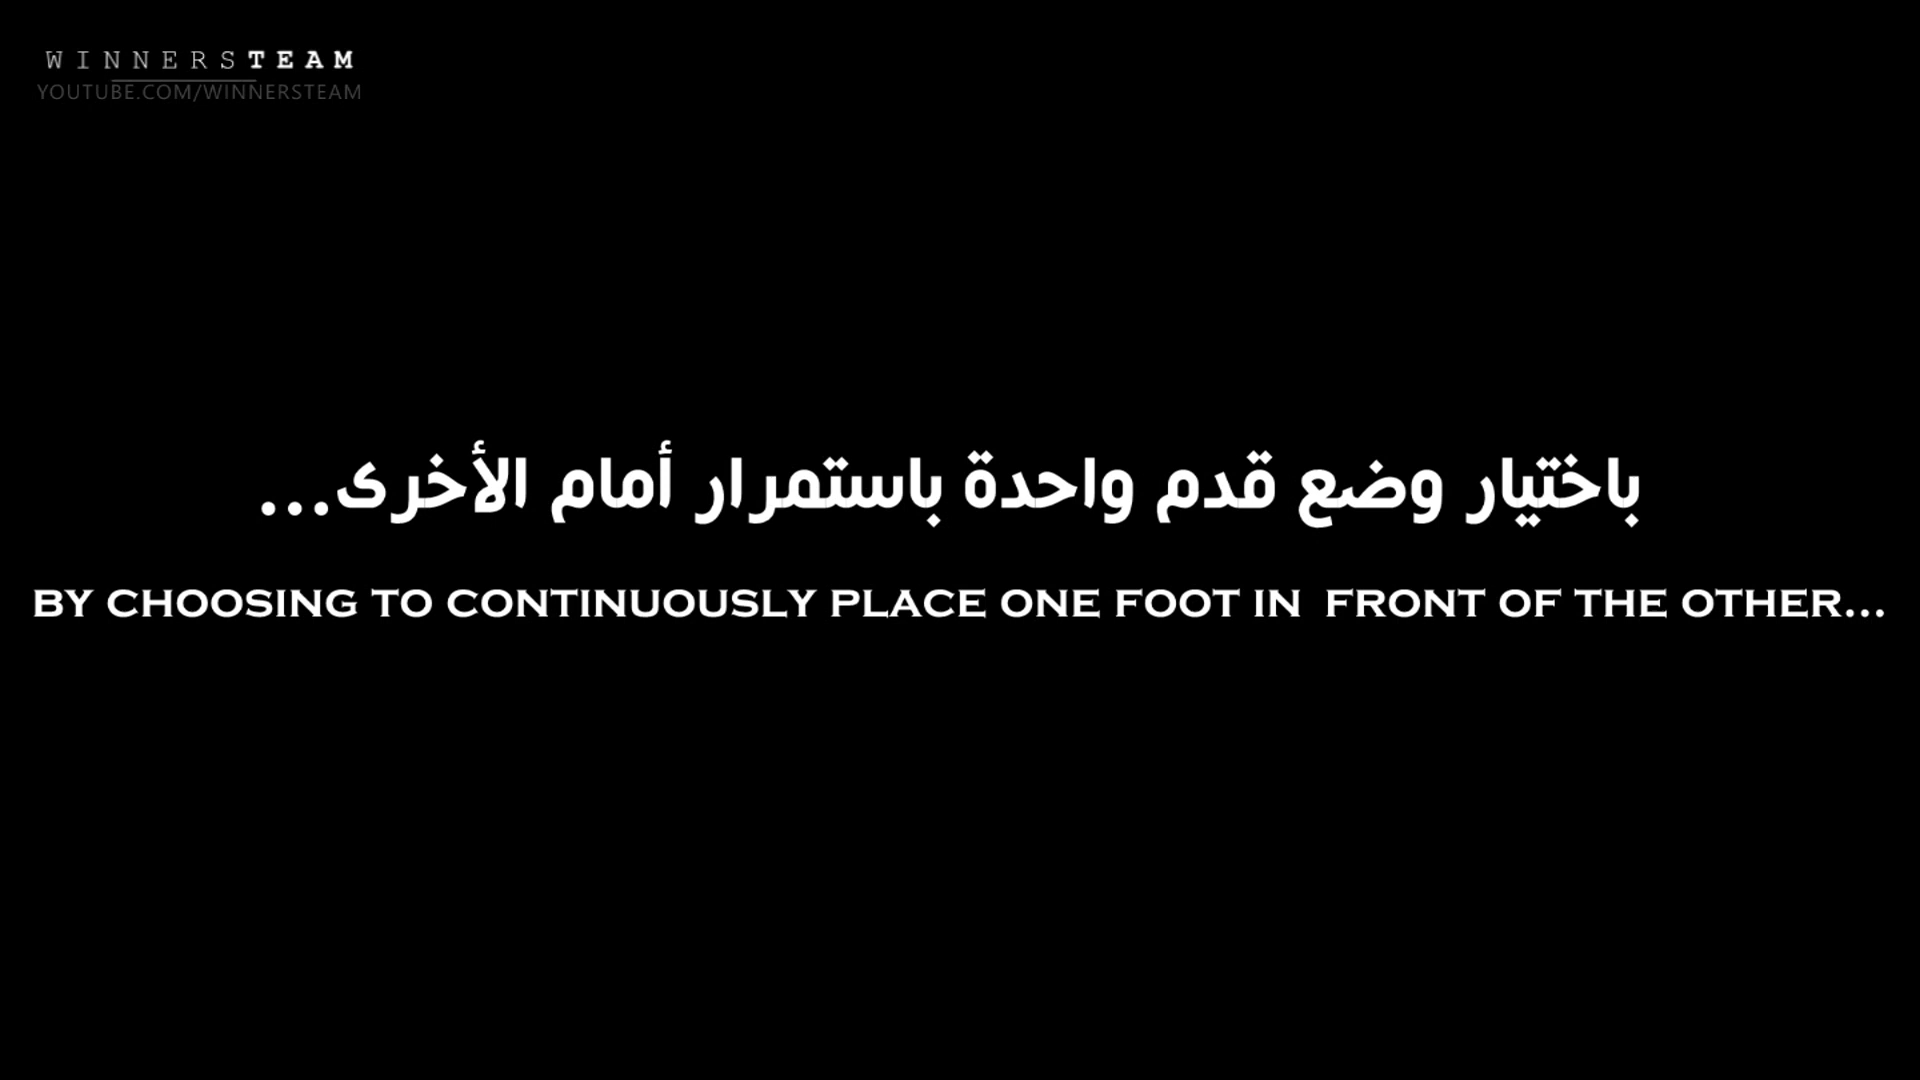 WINNERSTEAM
YOUTUBE.COM/WINNERSTEAM
باختيار وضع قدم واحدة باستمرار أمام الأخرى...
BY CHOOSING TO CONTINUOUSLY PLACE ONE FOOT IN  FRONT OF THE OTHER...